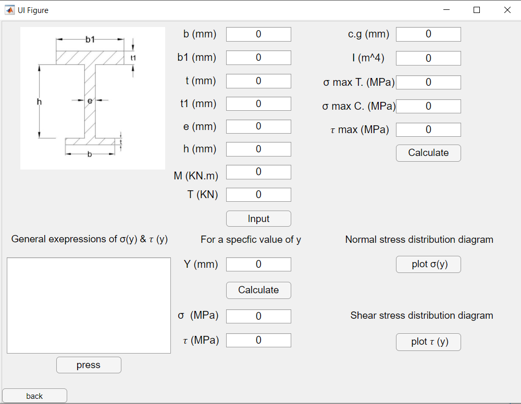 UI Figure
b1
t1
h
e
b
b (mm) 0
b1 (mm) 0
t (mm) 0
t1 (mm) 0
e (mm) 0
h (mm) 0
M (KN.m) 0
T (KN) 0
Input
c.g (mm) 0
I (m^4) 0
σ max T. (MPa) 0
σ max C. (MPa) 0
τ max (MPa) 0
Calculate
General exepressions of σ(y) & τ (y)
press
For a specfic value of y
Y (mm) 0
Calculate
σ (MPa) 0
τ (MPa) 0
Normal stress distribution diagram
plot σ(y)
Shear stress distribution diagram
plot τ (y)
back